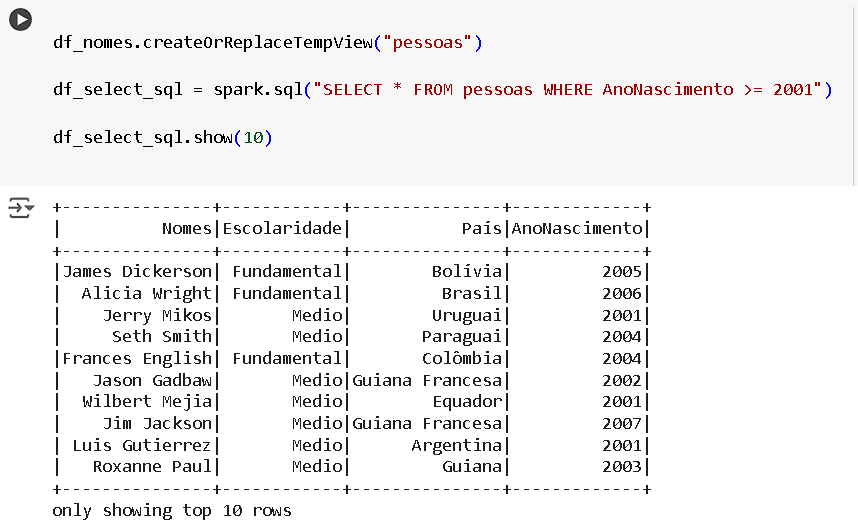 df_nomes.createOrReplaceTempView("pessoas")
df_select_sql = spark.sql("SELECT * FROM pessoas WHERE AnoNascimento >= 2001")
df_select_sql.show(10)
+---------------+------------+---------------+-------------+
|          Nomes|Escolaridade|           País|AnoNascimento|
+---------------+------------+---------------+-------------+
|James Dickerson| Fundamental|        Bolívia|         2005|
|  Alicia Wright| Fundamental|         Brasil|         2006|
|    Jerry Mikos|       Medio|        Uruguai|         2001|
|     Seth Smith|       Medio|       Paraguai|         2004|
|Frances English| Fundamental|       Colômbia|         2004|
|   Jason Gadbaw|       Medio|Guiana Francesa|         2002|
|  Wilbert Mejia|       Medio|        Equador|         2001|
|    Jim Jackson|       Medio|Guiana Francesa|         2007|
| Luis Gutierrez|       Medio|      Argentina|         2001|
|   Roxanne Paul|       Medio|         Guiana|         2003|
+---------------+------------+---------------+-------------+
only showing top 10 rows